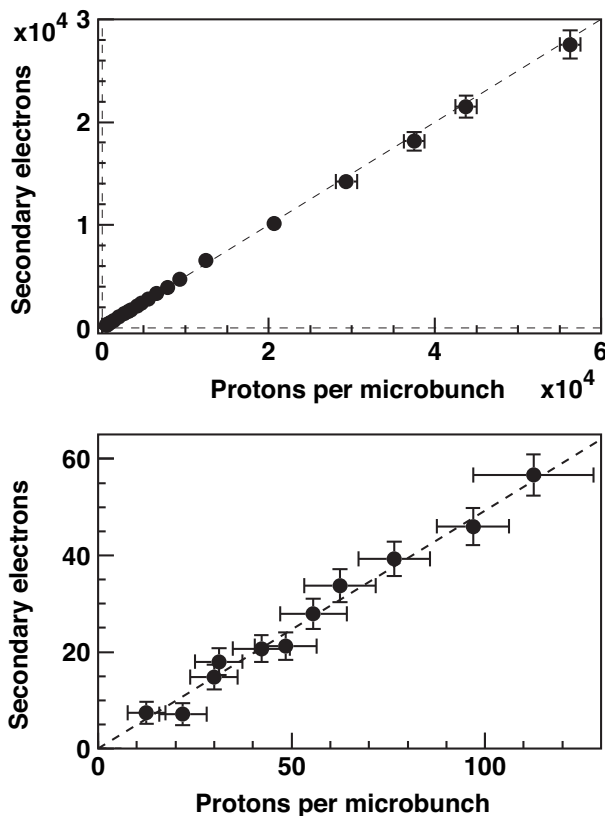 x10⁴ 3
2
1
0
Secondary electrons
0 2 4 6
Protons per microbunch x10⁴
60
40
20
0
Secondary electrons
0 50 100
Protons per microbunch